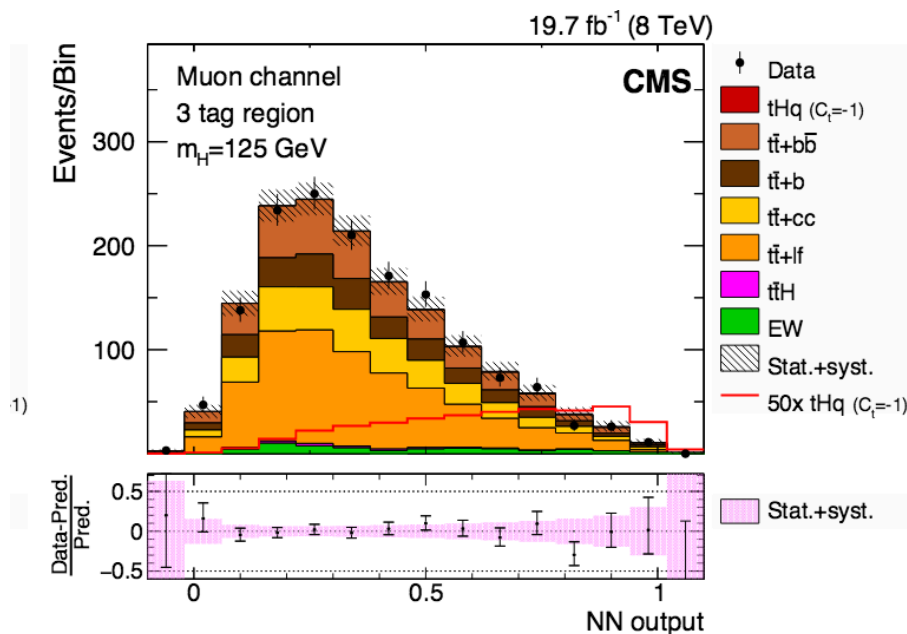 19.7 fb⁻¹ (8 TeV)
Events/Bin
300
200
100
Muon channel
3 tag region
m_H=125 GeV
CMS
Data
tHq (C_t=-1)
tt̄+bb̄
tt̄+b
tt̄+cc
tt̄+lf
tt̄H
EW
Stat.+syst.
50x tHq (C_t=-1)
-1)
Data-Pred.
Pred.
0.5
0
−0.5
Stat.+syst.
0
0.5
1
NN output